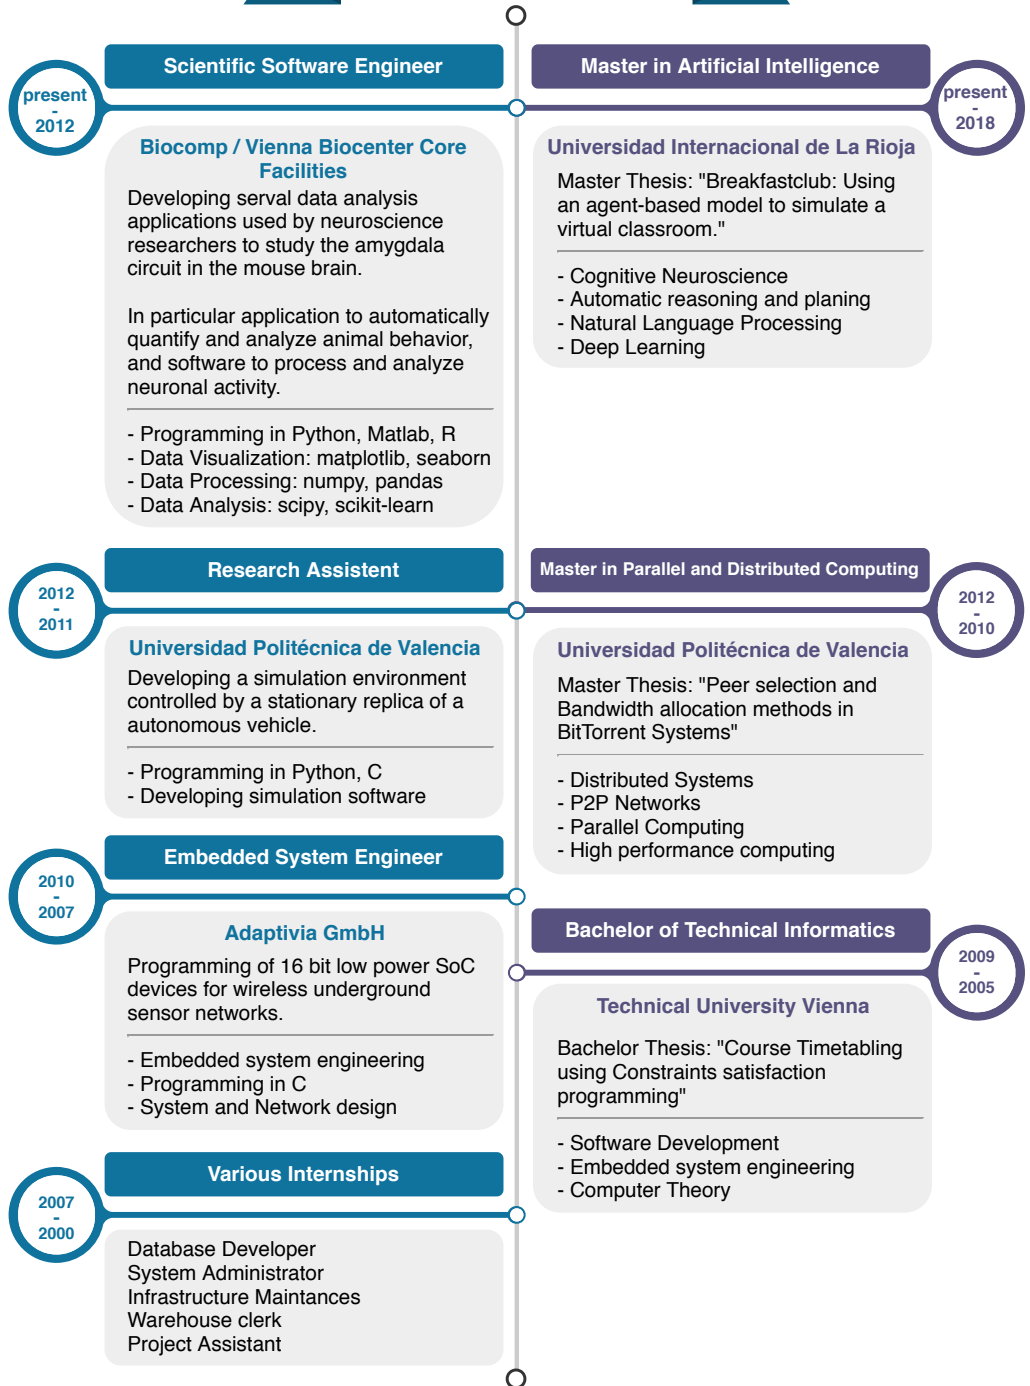 Scientific Software Engineer
present
-
2012
Biocomp / Vienna Biocenter Core
Facilities
Developing serval data analysis
applications used by neuroscience
researchers to study the amygdala
circuit in the mouse brain.
In particular application to automatically
quantify and analyze animal behavior,
and software to process and analyze
neuronal activity.
- Programming in Python, Matlab, R
- Data Visualization: matplotlib, seaborn
- Data Processing: numpy, pandas
- Data Analysis: scipy, scikit-learn
Research Assistent
2012
-
2011
Universidad Politécnica de Valencia
Developing a simulation environment
controlled by a stationary replica of a
autonomous vehicle.
- Programming in Python, C
- Developing simulation software
Embedded System Engineer
2010
-
2007
Adaptivia GmbH
Programming of 16 bit low power SoC
devices for wireless underground
sensor networks.
- Embedded system engineering
- Programming in C
- System and Network design
Various Internships
2007
-
2000
Database Developer
System Administrator
Infrastructure Maintances
Warehouse clerk
Project Assistant
Master in Artificial Intelligence
present
-
2018
Universidad Internacional de La Rioja
Master Thesis: "Breakfastclub: Using
an agent-based model to simulate a
virtual classroom."
- Cognitive Neuroscience
- Automatic reasoning and planing
- Natural Language Processing
- Deep Learning
Master in Parallel and Distributed Computing
2012
-
2010
Universidad Politécnica de Valencia
Master Thesis: "Peer selection and
Bandwidth allocation methods in
BitTorrent Systems"
- Distributed Systems
- P2P Networks
- Parallel Computing
- High performance computing
Bachelor of Technical Informatics
2009
-
2005
Technical University Vienna
Bachelor Thesis: "Course Timetabling
using Constraints satisfaction
programming"
- Software Development
- Embedded system engineering
- Computer Theory